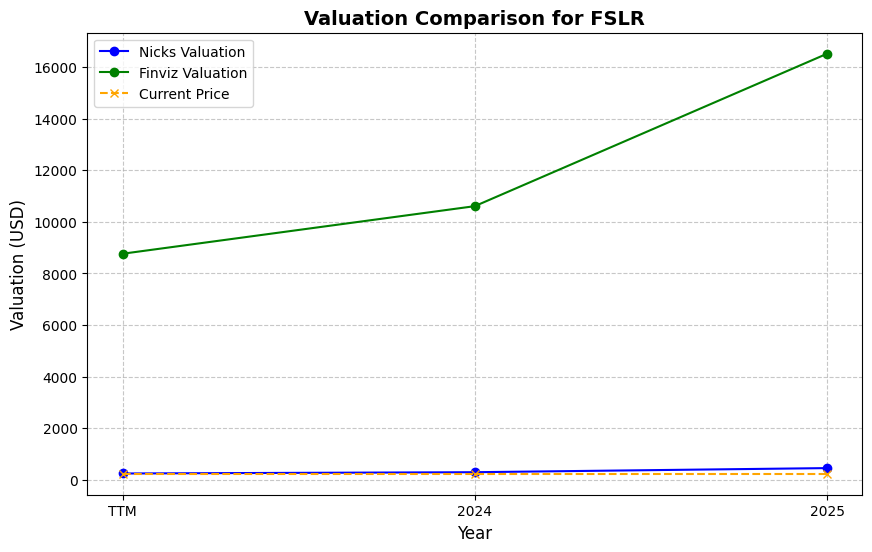 Valuation Comparison for FSLR
Nicks Valuation
Finviz Valuation
Current Price
Valuation (USD)
16000
14000
12000
10000
8000
6000
4000
2000
0
TTM
2024
2025
Year